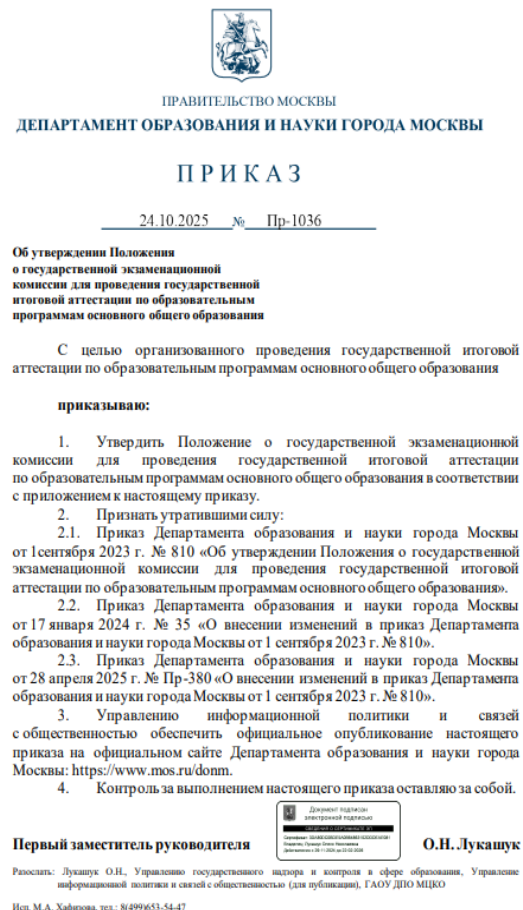 ПРАВИТЕЛЬСТВО МОСКВЫ
ДЕПАРТАМЕНТ ОБРАЗОВАНИЯ И НАУКИ ГОРОДА МОСКВЫ
ПРИКАЗ
24.10.2025 № Пр-1036
Об утверждении Положения
о государственной экзаменационной
комиссии для проведения государственной
итоговой аттестации по образовательным
программам основного общего образования
С целью организованного проведения государственной итоговой
аттестации по образовательным программам основного общего образования
приказываю:
1. Утвердить Положение о государственной экзаменационной
комиссии для проведения государственной итоговой аттестации
по образовательным программам основного общего образования в соответствии
с приложением к настоящему приказу.
2. Признать утратившими силу:
2.1. Приказ Департамента образования и науки города Москвы
от 1сентября 2023 г. № 810 «Об утверждении Положения о государственной
экзаменационной комиссии для проведения государственной итоговой
аттестации по образовательным программам основного общего образования».
2.2. Приказ Департамента образования и науки города Москвы
от 17 января 2024 г. № 35 «О внесении изменений в приказ Департамента
образования и науки города Москвы от 1 сентября 2023 г. № 810».
2.3. Приказ Департамента образования и науки города Москвы
от 28 апреля 2025 г. № Пр-380 «О внесении изменений в приказ Департамента
образования и науки города Москвы от 1 сентября 2023 г. № 810».
3. Управлению информационной политики и связей
с общественностью обеспечить официальное опубликование настоящего
приказа на официальном сайте Департамента образования и науки города
Москвы: https://www.mos.ru/donm.
4. Контроль за выполнением настоящего приказа оставляю за собой.
Документ подписан
электронной подписью
СВЕДЕНИЯ О СЕРТИФИКАТЕ ЭП
Первый заместитель руководителя О.Н. Лукашук
Разослать: Лукашук О.Н., Управлению государственного надзора и контроля в сфере образования, Управление
информационной политики и связей с общественностью (для публикации), ГАОУ ДПО МЦКО
Исп. М.А. Хафизова, тел.: 8(499)653-54-47